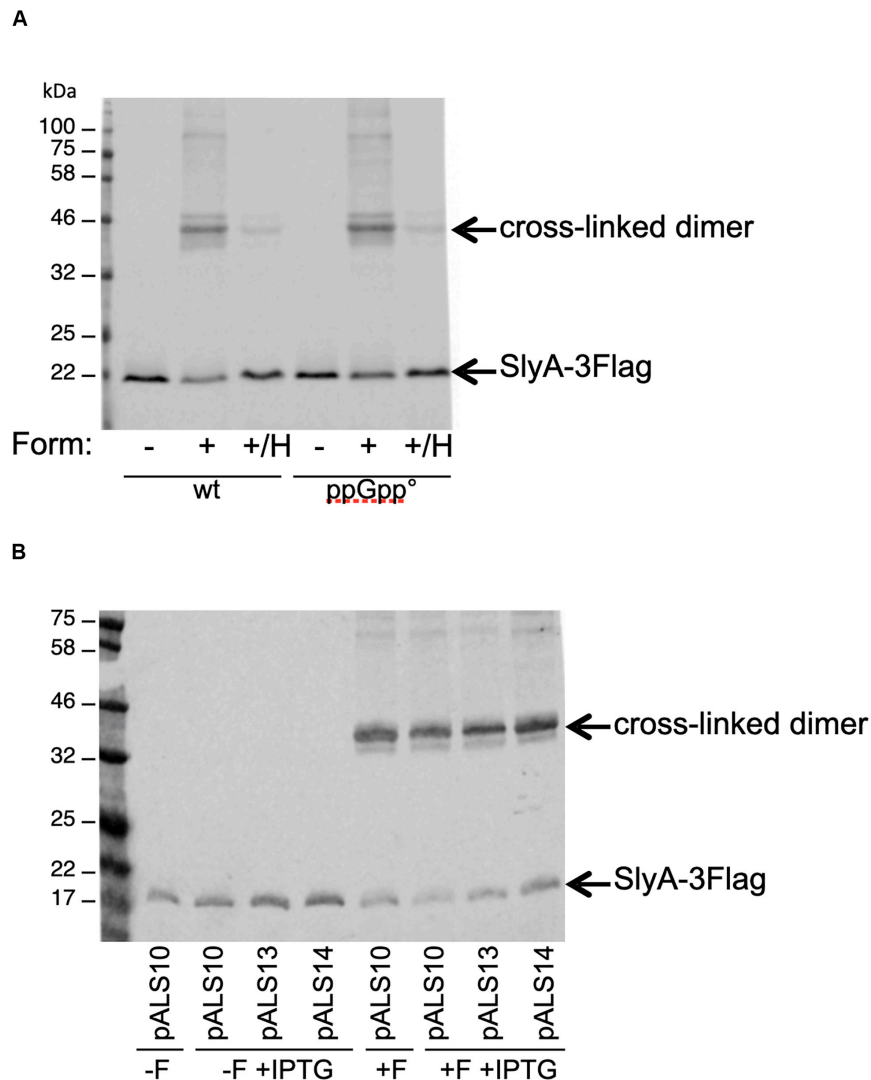 A
kDa
100
75
58
46
cross-linked dimer
32
25
22
SlyA-3Flag
Form: - + +/H - + +/H
wt ppGpp°
B
75
58
46
cross-linked dimer
32
25
22
SlyA-3Flag
17
pALS10 pALS10 pALS13 pALS14 pALS10 pALS10 pALS13 pALS14
-F -F +IPTG +F +F +IPTG